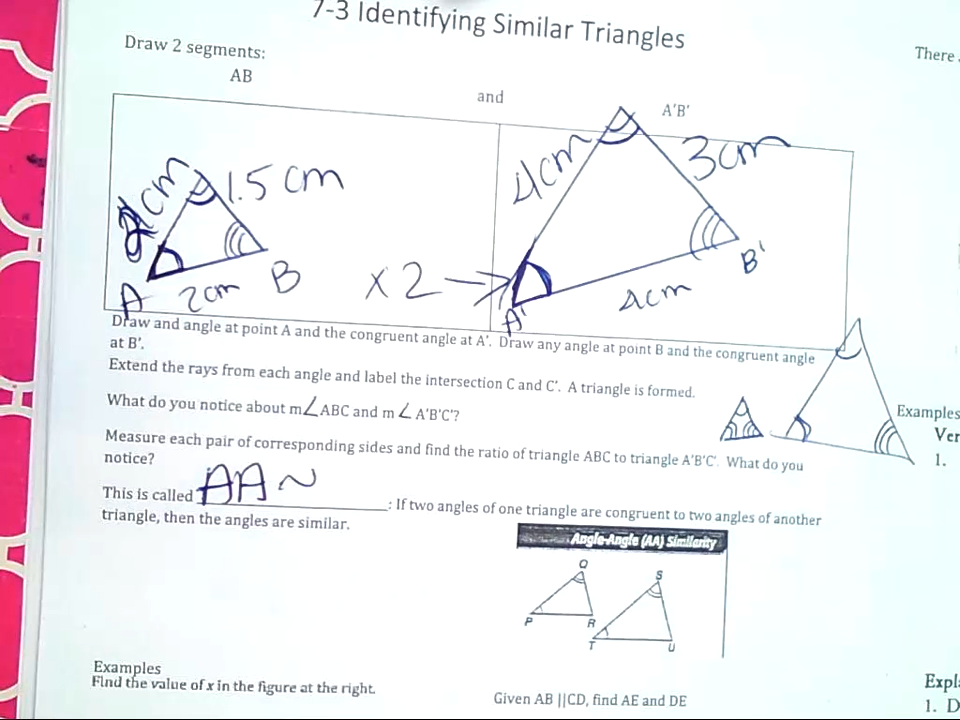 7-3 Identifying Similar Triangles
Draw 2 segments:
There
AB
and
A'B'
1.5 cm
4cm
3cm
A
2cm
B
x2
A'
4cm
B'
Draw and angle at point A and the congruent angle at A'. Draw any angle at point B and the congruent angle
at B'.
Extend the rays from each angle and label the intersection C and C'. A triangle is formed.
What do you notice about m∠ABC and m∠A'B'C'?
Examples
Ver
1.
Measure each pair of corresponding sides and find the ratio of triangle ABC to triangle A'B'C'. What do you
notice?
This is called AA ~ : If two angles of one triangle are congruent to two angles of another
triangle, then the angles are similar.
Angle-Angle (AA) Similarity
Q
S
P
R
T
U
Examples
Find the value of x in the figure at the right.
Given AB ||CD, find AE and DE
Expl
1. D